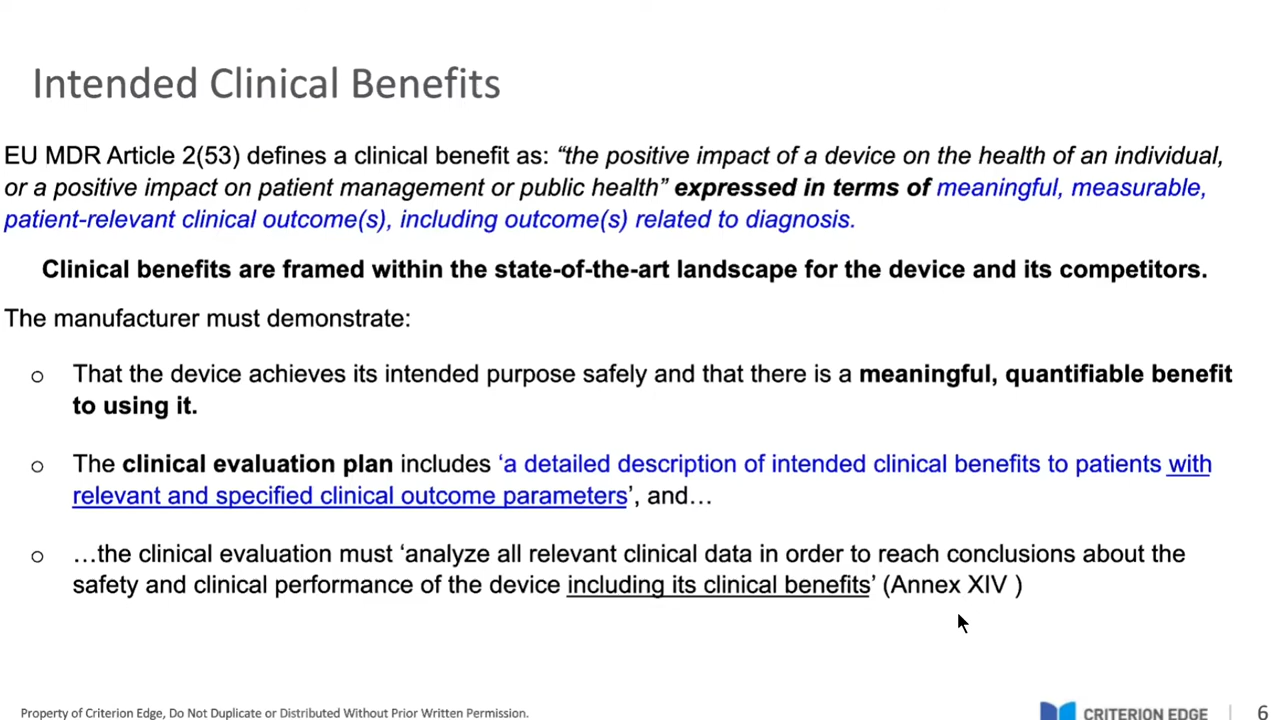 Intended Clinical Benefits
EU MDR Article 2(53) defines a clinical benefit as: “the positive impact of a device on the health of an individual,
or a positive impact on patient management or public health” expressed in terms of meaningful, measurable,
patient-relevant clinical outcome(s), including outcome(s) related to diagnosis.
Clinical benefits are framed within the state-of-the-art landscape for the device and its competitors.
The manufacturer must demonstrate:
o That the device achieves its intended purpose safely and that there is a meaningful, quantifiable benefit
to using it.
o The clinical evaluation plan includes ‘a detailed description of intended clinical benefits to patients with
relevant and specified clinical outcome parameters’, and…
o …the clinical evaluation must ‘analyze all relevant clinical data in order to reach conclusions about the
safety and clinical performance of the device including its clinical benefits’ (Annex XIV )
Property of Criterion Edge, Do Not Duplicate or Distributed Without Prior Written Permission.
CRITERION EDGE | 6